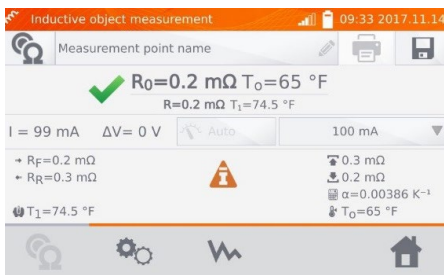 Inductive object measurement 09:33 2017.11.14
Measurement point name
R0=0.2 mΩ To=65 °F
R=0.2 mΩ T1=74.5 °F
I = 99 mA ΔV= 0 V Auto 100 mA
RF=0.2 mΩ 0.3 mΩ
RR=0.3 mΩ 0.2 mΩ
α=0.00386 K⁻¹
T1=74.5 °F To=65 °F